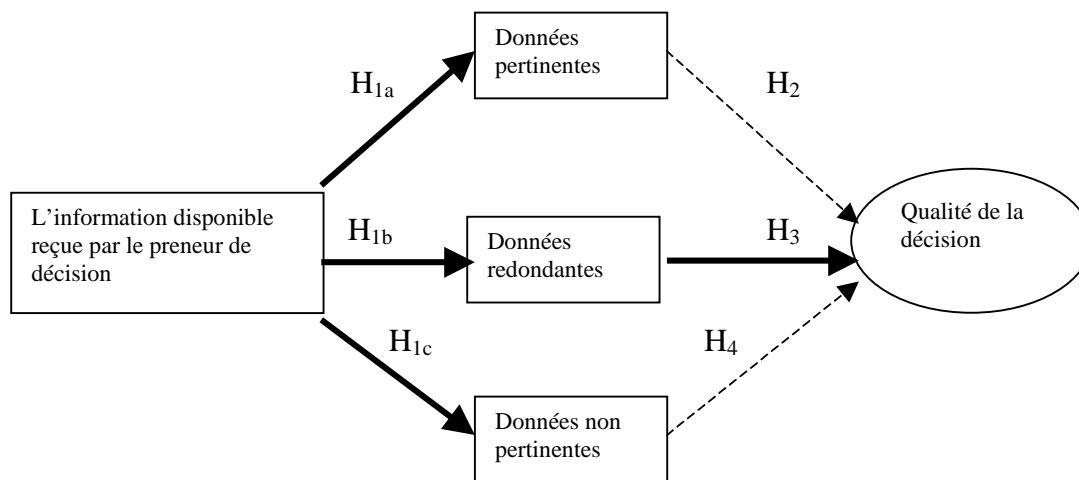 Données
pertinentes
H1a
H2
L'information disponible
reçue par le preneur de
décision
H1b
Données
redondantes
H3
Qualité de la
décision
H1c
H4
Données non
pertinentes